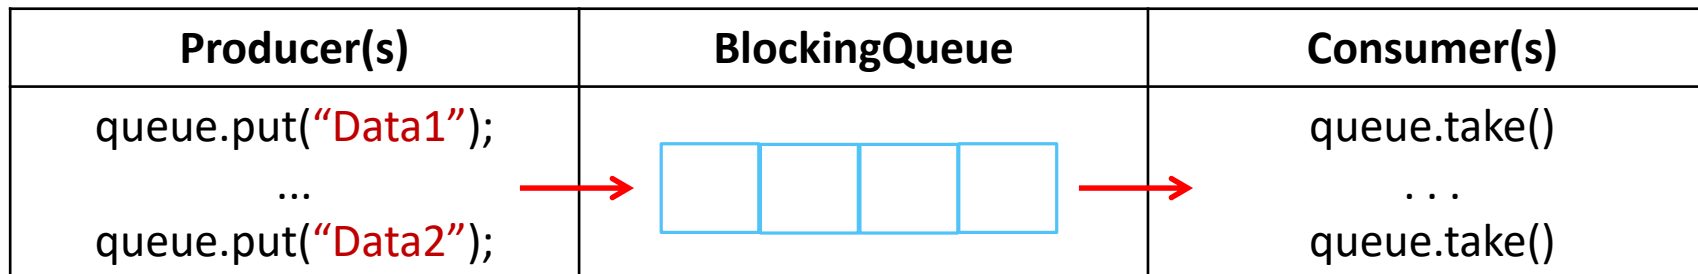 Producer(s)
BlockingQueue
Consumer(s)
queue.put(“Data1”);
...
queue.put(“Data2”);
queue.take()
. . .
queue.take()